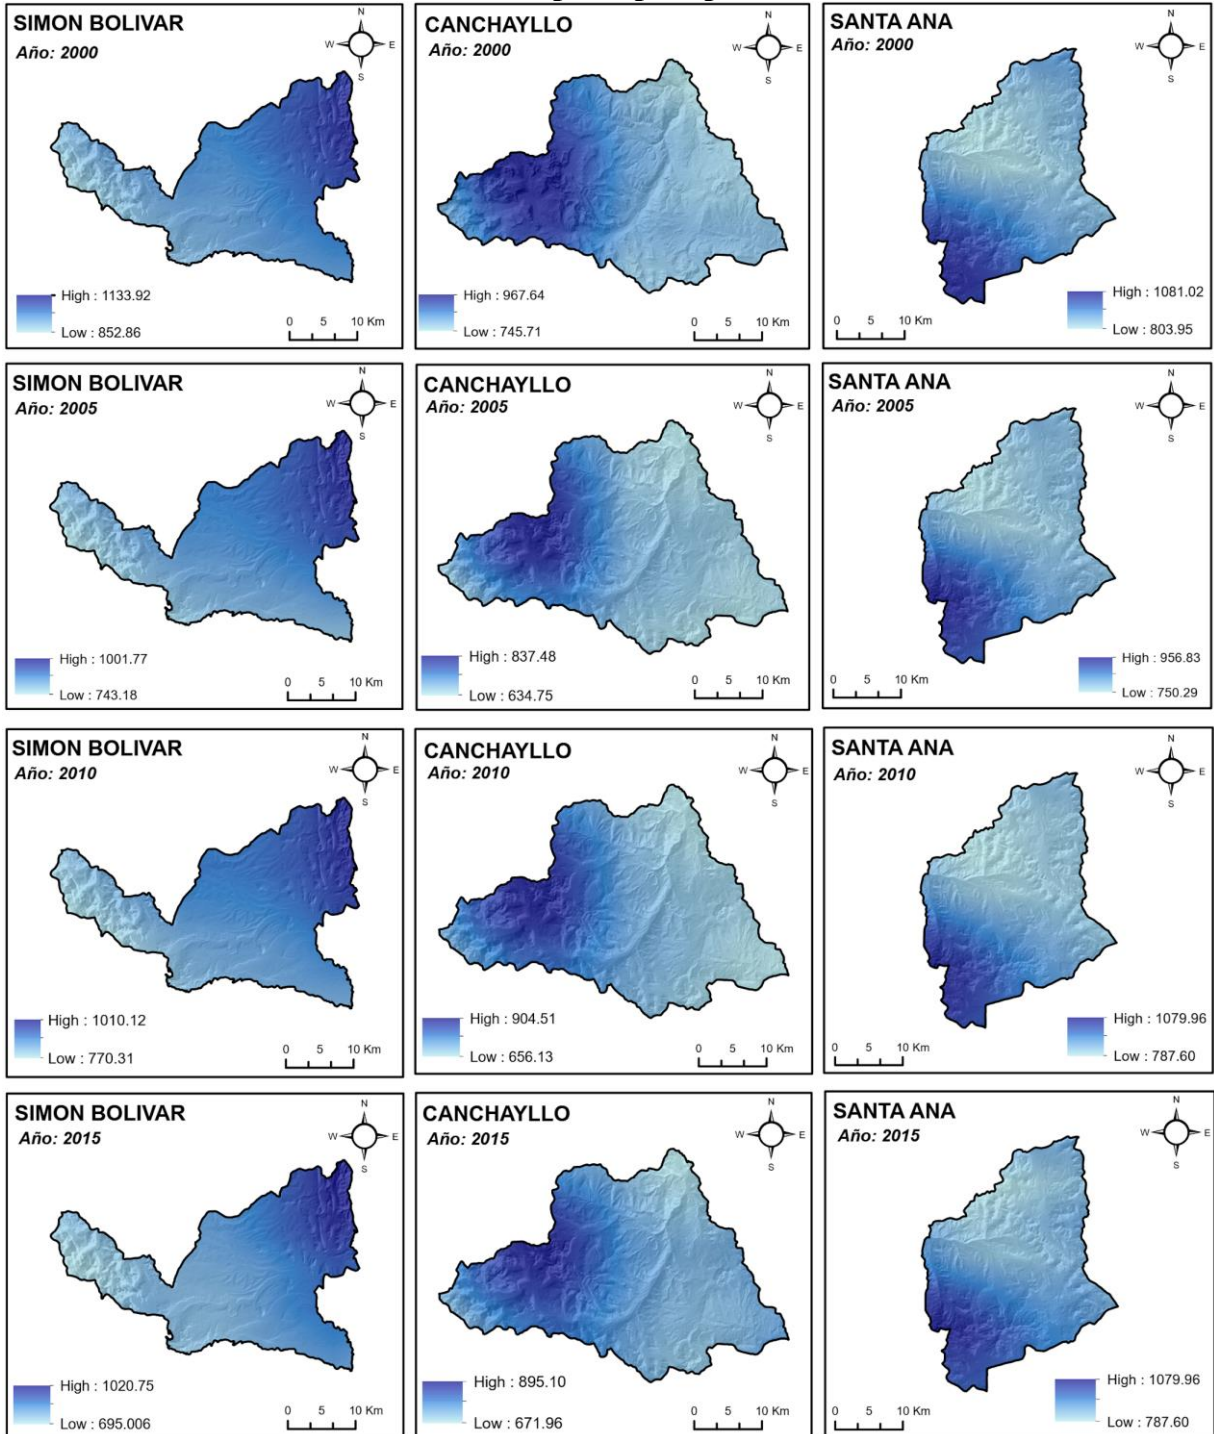 SIMON BOLIVAR
Año: 2000
N
W E
S
High : 1133.92
Low : 852.86
0 5 10 Km
CANCHAYLLO
Año: 2000
N
W E
S
High : 967.64
Low : 745.71
0 5 10 Km
SANTA ANA
Año: 2000
N
W E
S
High : 1081.02
Low : 803.95
0 5 10 Km
SIMON BOLIVAR
Año: 2005
N
W E
S
High : 1001.77
Low : 743.18
0 5 10 Km
CANCHAYLLO
Año: 2005
N
W E
S
High : 837.48
Low : 634.75
0 5 10 Km
SANTA ANA
Año: 2005
N
W E
S
High : 956.83
Low : 750.29
0 5 10 Km
SIMON BOLIVAR
Año: 2010
N
W E
S
High : 1010.12
Low : 770.31
0 5 10 Km
CANCHAYLLO
Año: 2010
N
W E
S
High : 904.51
Low : 656.13
0 5 10 Km
SANTA ANA
Año: 2010
N
W E
S
High : 1079.96
Low : 787.60
0 5 10 Km
SIMON BOLIVAR
Año: 2015
N
W E
S
High : 1020.75
Low : 695.006
0 5 10 Km
CANCHAYLLO
Año: 2015
N
W E
S
High : 895.10
Low : 671.96
0 5 10 Km
SANTA ANA
Año: 2015
N
W E
S
High : 1079.96
Low : 787.60
0 5 10 Km